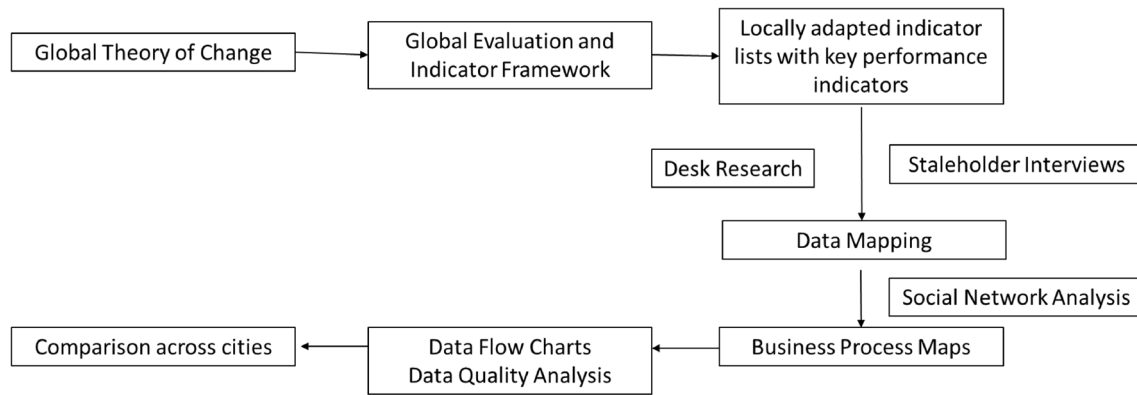 Global Theory of Change
Global Evaluation and
Indicator Framework
Locally adapted indicator
lists with key performance
indicators
Desk Research
Staleholder Interviews
Data Mapping
Social Network Analysis
Business Process Maps
Data Flow Charts
Data Quality Analysis
Comparison across cities